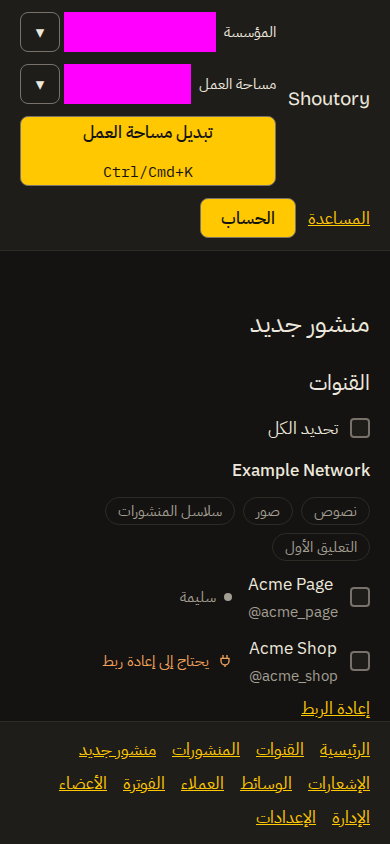 المؤسسة
▼
مساحة العمل
▼
Shoutory
تبديل مساحة العمل
Ctrl/Cmd+K
المساعدة
الحساب
منشور جديد
القنوات
تحديد الكل
Example Network
نصوص
صور
سلاسل المنشورات
التعليق الأول
Acme Page
@acme_page
سليمة
Acme Shop
@acme_shop
يحتاج إلى إعادة ربط
إعادة الربط
الرئيسية القنوات المنشورات منشور جديد
الإشعارات الوسائط العملاء الفوترة الأعضاء
الإدارة الإعدادات